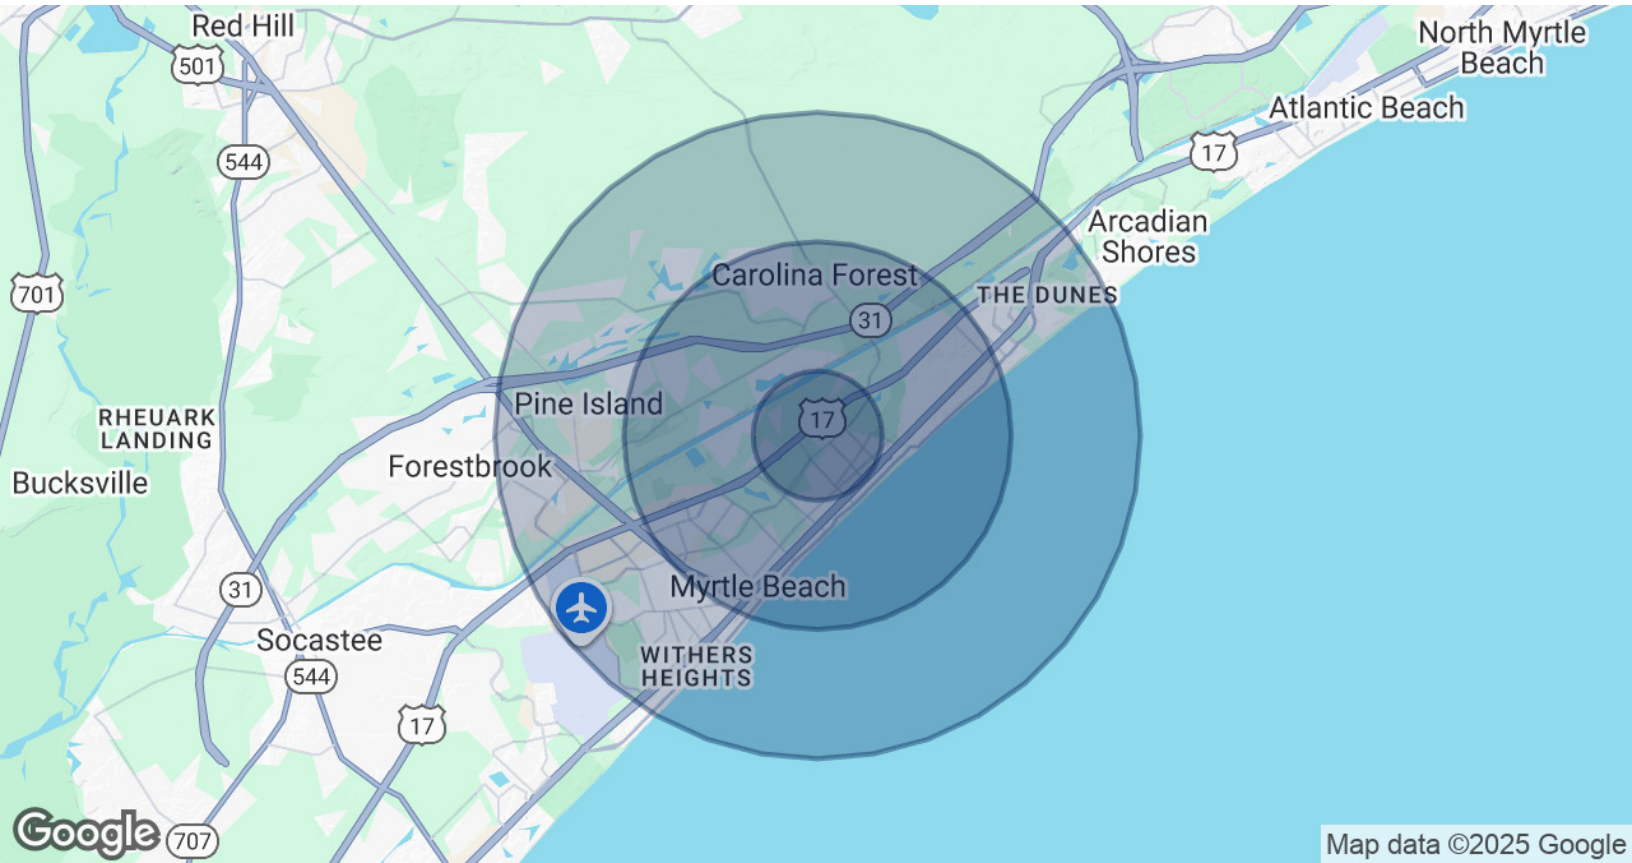 Red Hill
501
North Myrtle
Beach
Atlantic Beach
544
17
Arcadian
Shores
701
Carolina Forest
THE DUNES
31
Pine Island
17
RHEUARK
LANDING
Forestbrook
Bucksville
31
Myrtle Beach
Socastee
WITHERS
HEIGHTS
544
17
Google
707
Map data ©2025 Google